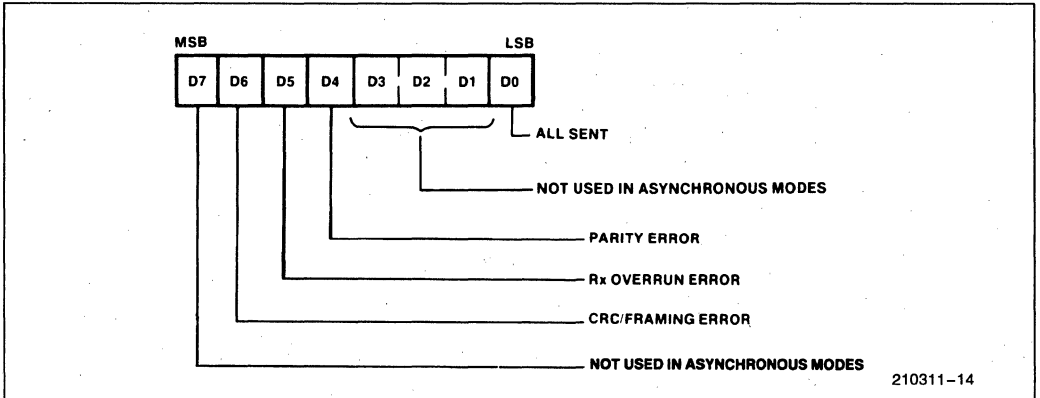 MSB LSB
D7 D6 D5 D4 D3 D2 D1 D0
ALL SENT
NOT USED IN ASYNCHRONOUS MODES
PARITY ERROR
Rx OVERRUN ERROR
CRC/FRAMING ERROR
NOT USED IN ASYNCHRONOUS MODES
210311–14